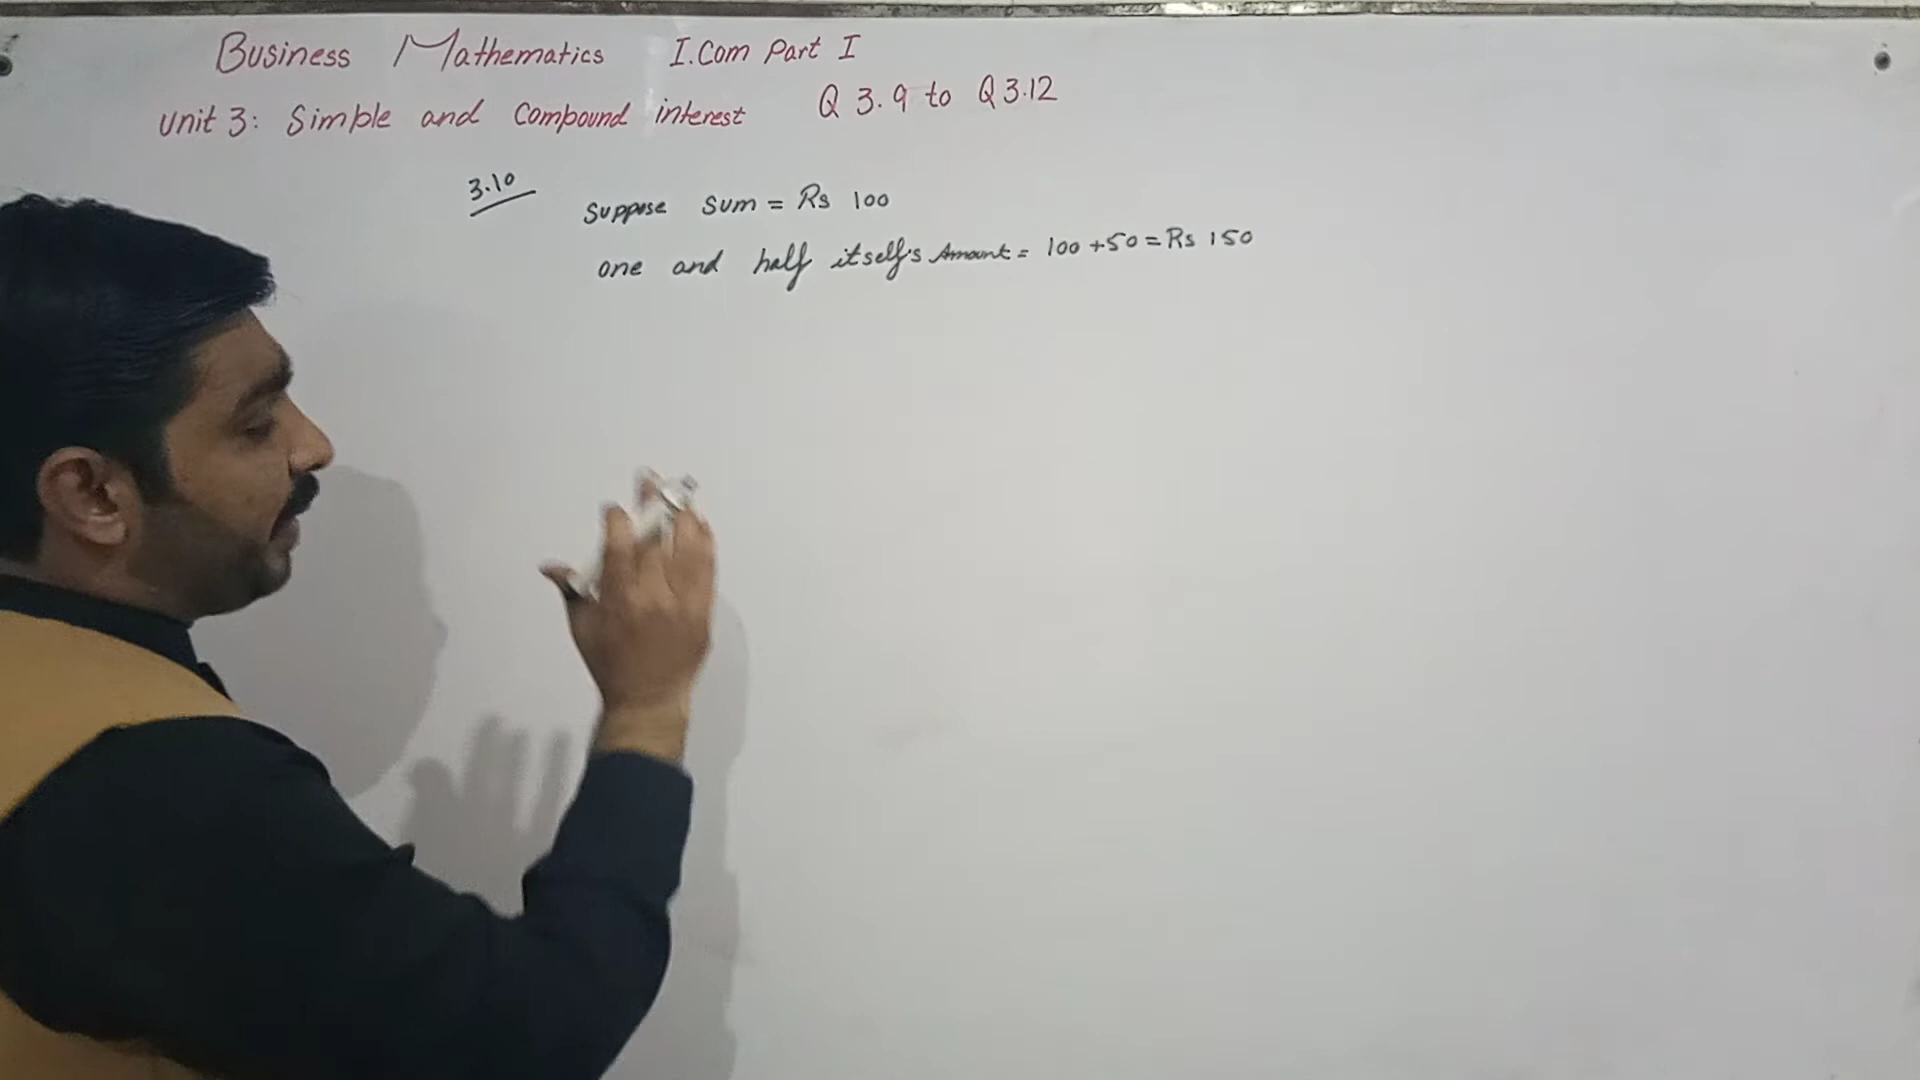 Business Mathematics I.Com Part I
Unit 3: Simple and Compound interest Q 3.9 to Q 3.12
3.10
Suppose Sum = Rs 100
one and half itself's Amount = 100 + 50 = Rs 150